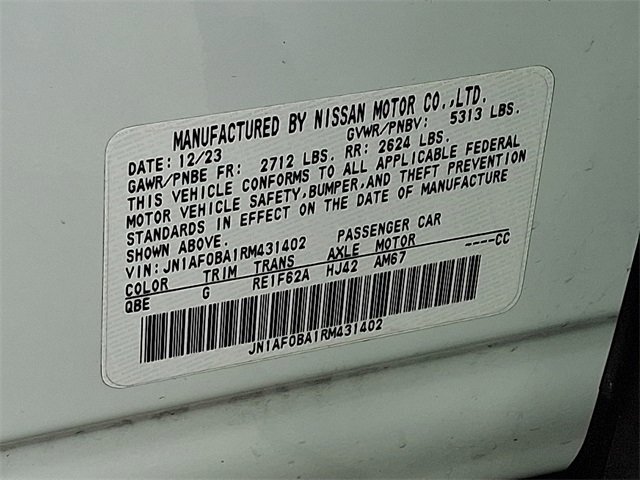 MANUFACTURED BY NISSAN MOTOR CO.,LTD.
DATE: 12/23 GVWR/PNBV: 5313 LBS.
GAWR/PNBE FR: 2712 LBS. RR: 2624 LBS.
THIS VEHICLE CONFORMS TO ALL APPLICABLE FEDERAL
MOTOR VEHICLE SAFETY, BUMPER, AND THEFT PREVENTION
STANDARDS IN EFFECT ON THE DATE OF MANUFACTURE
SHOWN ABOVE.
VIN: JN1AF0BA1RM431402 PASSENGER CAR
COLOR TRIM TRANS AXLE MOTOR
QBE G RE1F62A HJ42 AM67 ----CC
JN1AF0BA1RM431402